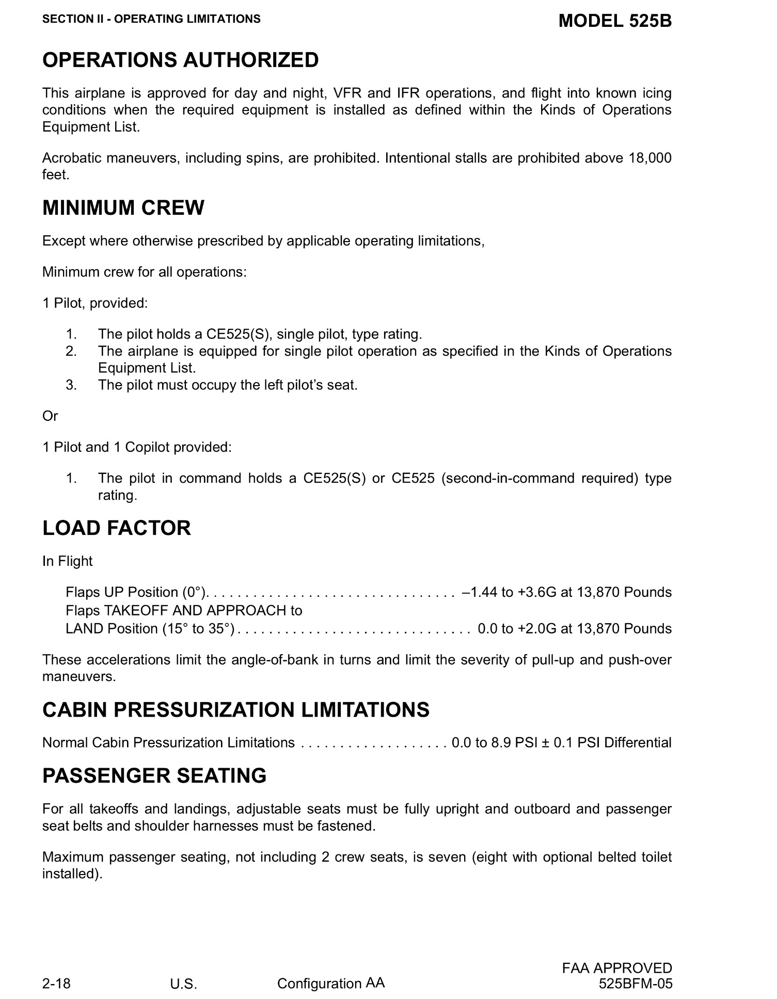 SECTION II - OPERATING LIMITATIONS MODEL 525B
OPERATIONS AUTHORIZED
This airplane is approved for day and night, VFR and IFR operations, and flight into known icing
conditions when the required equipment is installed as defined within the Kinds of Operations
Equipment List.
Acrobatic maneuvers, including spins, are prohibited. Intentional stalls are prohibited above 18,000
feet.
MINIMUM CREW
Except where otherwise prescribed by applicable operating limitations,
Minimum crew for all operations:
1 Pilot, provided:
1. The pilot holds a CE525(S), single pilot, type rating.
2. The airplane is equipped for single pilot operation as specified in the Kinds of Operations
Equipment List.
3. The pilot must occupy the left pilot’s seat.
Or
1 Pilot and 1 Copilot provided:
1. The pilot in command holds a CE525(S) or CE525 (second-in-command required) type
rating.
LOAD FACTOR
In Flight
Flaps UP Position (0°). . . . . . . . . . . . . . . . . . . . . . . . . . . . . . . . –1.44 to +3.6G at 13,870 Pounds
Flaps TAKEOFF AND APPROACH to
LAND Position (15° to 35°) . . . . . . . . . . . . . . . . . . . . . . . . . . . . . . 0.0 to +2.0G at 13,870 Pounds
These accelerations limit the angle-of-bank in turns and limit the severity of pull-up and push-over
maneuvers.
CABIN PRESSURIZATION LIMITATIONS
Normal Cabin Pressurization Limitations . . . . . . . . . . . . . . . . . . . 0.0 to 8.9 PSI ± 0.1 PSI Differential
PASSENGER SEATING
For all takeoffs and landings, adjustable seats must be fully upright and outboard and passenger
seat belts and shoulder harnesses must be fastened.
Maximum passenger seating, not including 2 crew seats, is seven (eight with optional belted toilet
installed).
FAA APPROVED
2-18 U.S. Configuration AA 525BFM-05